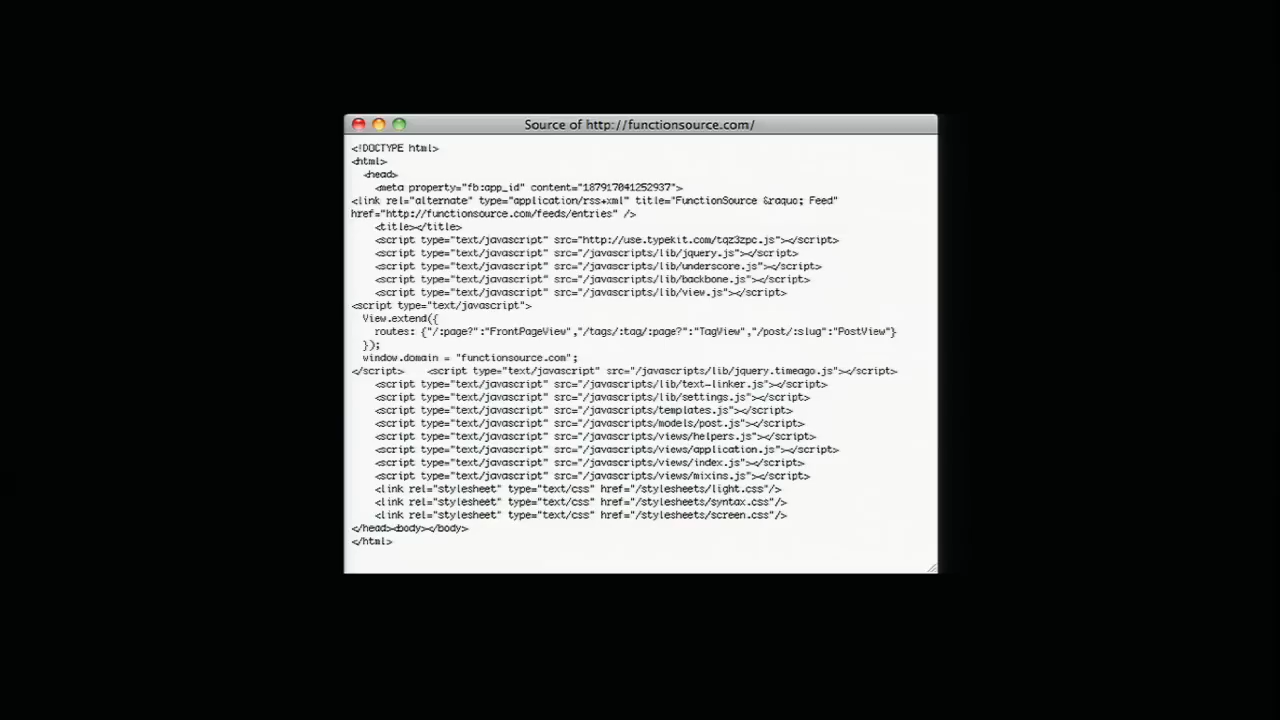 Source of http://functionsource.com/
<!DOCTYPE html>
<html>
  <head>
    <meta property="fb:app_id" content="187917041252937">
<link rel="alternate" type="application/rss+xml" title="FunctionSource &raquo; Feed"
href="http://functionsource.com/feeds/entries" />
    <title></title>
    <script type="text/javascript" src="http://use.typekit.com/tqz3zpc.js"></script>
    <script type="text/javascript" src="/javascripts/lib/jquery.js"></script>
    <script type="text/javascript" src="/javascripts/lib/underscore.js"></script>
    <script type="text/javascript" src="/javascripts/lib/backbone.js"></script>
    <script type="text/javascript" src="/javascripts/lib/view.js"></script>
<script type="text/javascript">
  View.extend({
    routes: {"/:page?":"FrontPageView","/tags/:tag/:page?":"TagView","/post/:slug":"PostView"}
  });
  window.domain = "functionsource.com";
</script>    <script type="text/javascript" src="/javascripts/lib/jquery.timeago.js"></script>
    <script type="text/javascript" src="/javascripts/lib/text-linker.js"></script>
    <script type="text/javascript" src="/javascripts/lib/settings.js"></script>
    <script type="text/javascript" src="/javascripts/templates.js"></script>
    <script type="text/javascript" src="/javascripts/models/post.js"></script>
    <script type="text/javascript" src="/javascripts/views/helpers.js"></script>
    <script type="text/javascript" src="/javascripts/views/application.js"></script>
    <script type="text/javascript" src="/javascripts/views/index.js"></script>
    <script type="text/javascript" src="/javascripts/views/mixins.js"></script>
    <link rel="stylesheet" type="text/css" href="/stylesheets/light.css"/>
    <link rel="stylesheet" type="text/css" href="/stylesheets/syntax.css"/>
    <link rel="stylesheet" type="text/css" href="/stylesheets/screen.css"/>
</head><body></body>
</html>